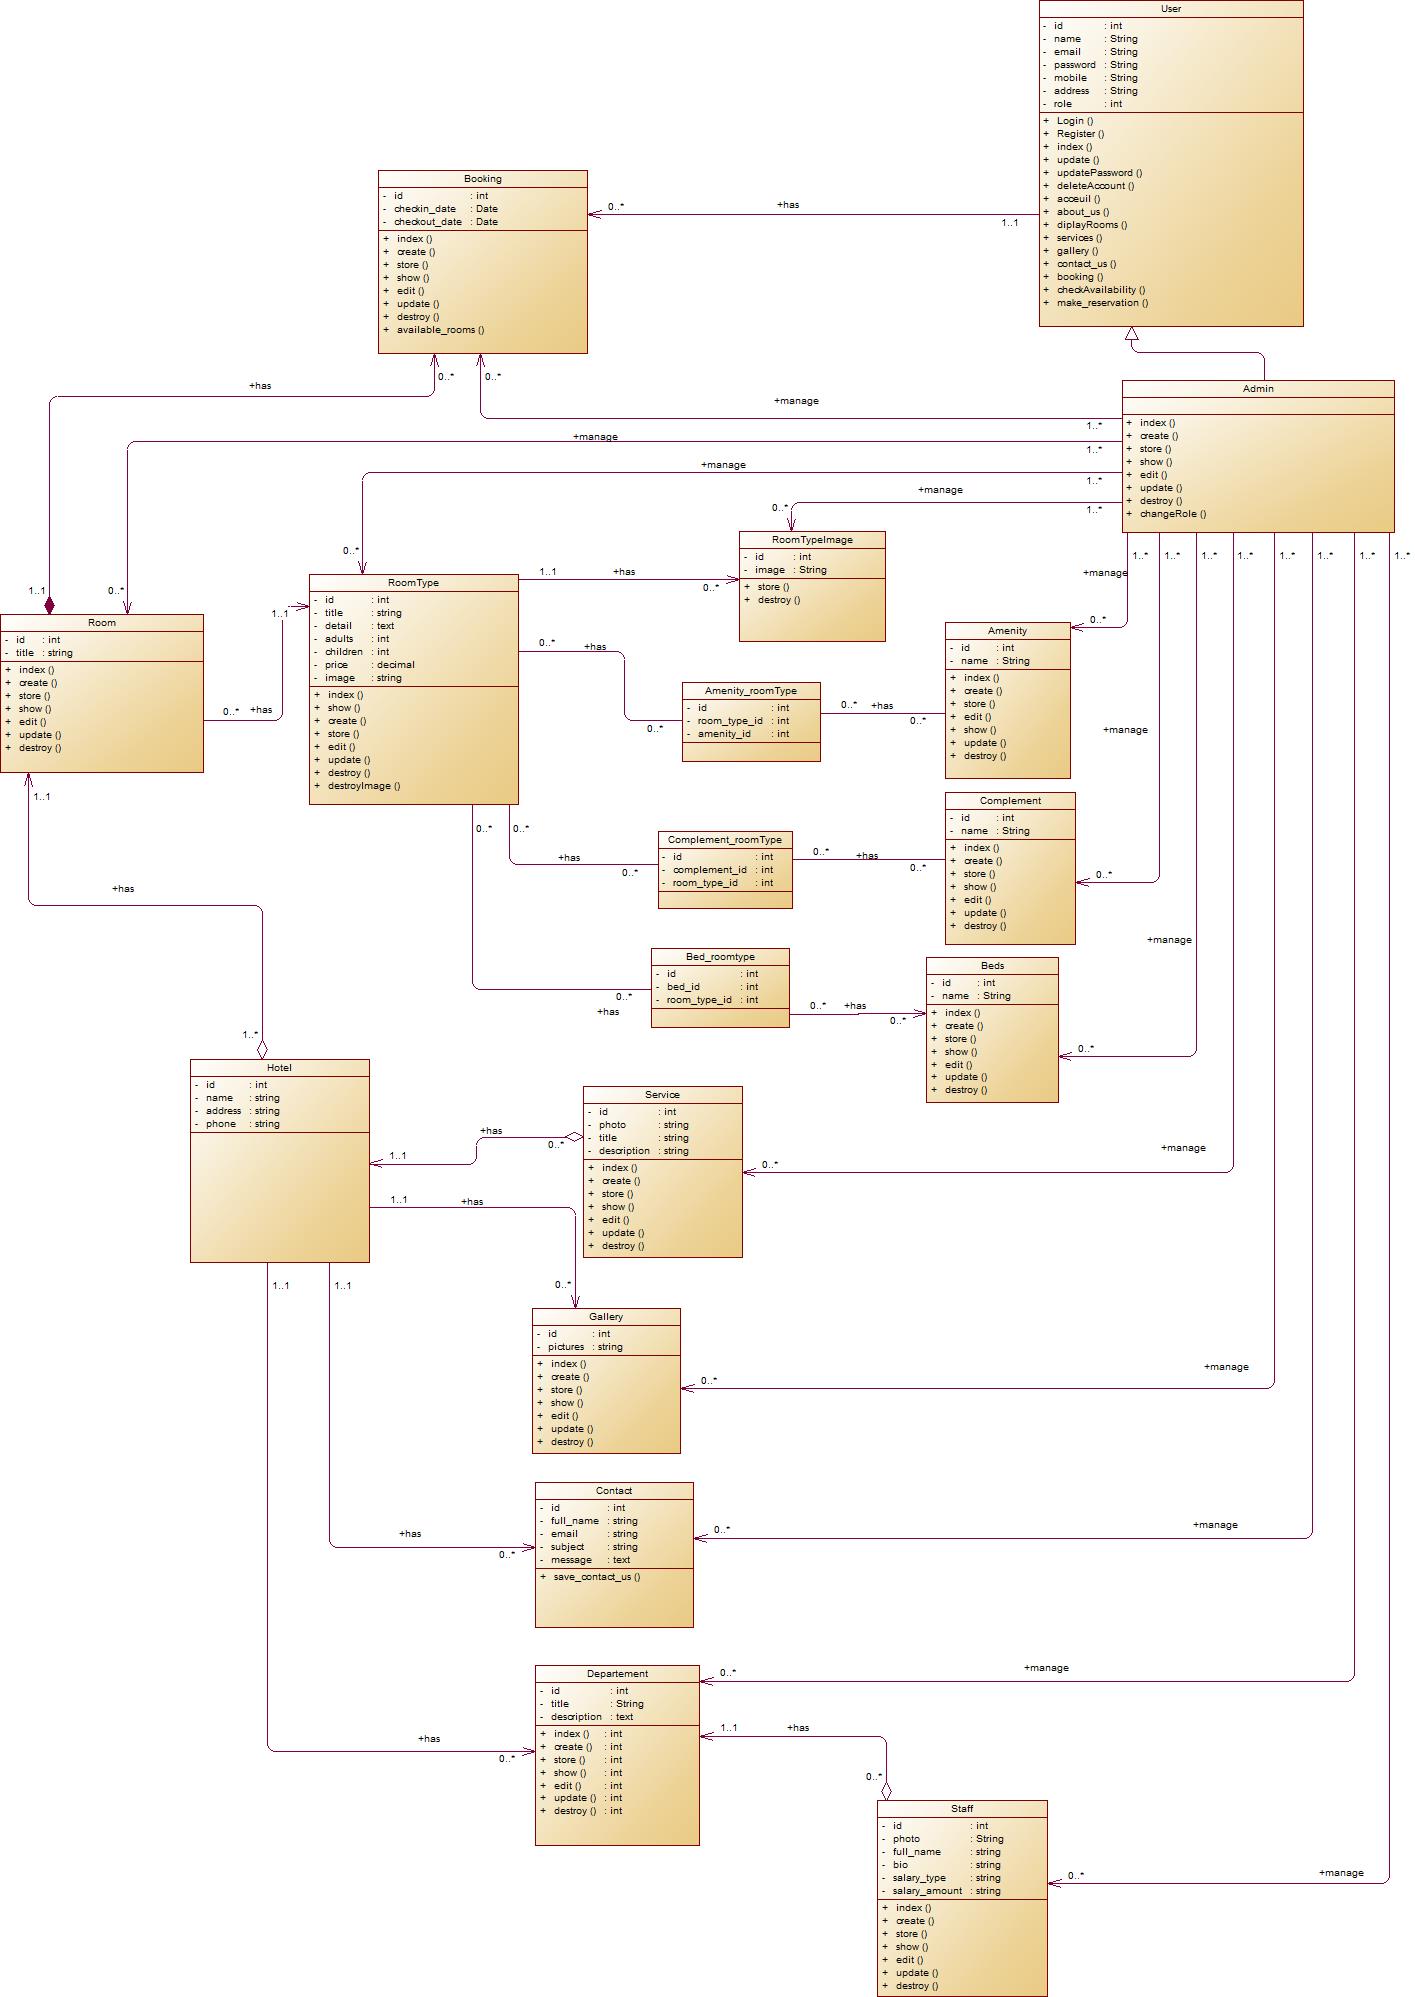 User
- id : int
- name : String
- email : String
- password : String
- mobile : String
- address : String
- role : int
+ Login ()
+ Register ()
+ index ()
+ update ()
+ updatePassword ()
+ deleteAccount ()
+ acceuil ()
+ about_us ()
+ diplayRooms ()
+ services ()
+ gallery ()
+ contact_us ()
+ booking ()
+ checkAvailability ()
+ make_reservation ()
Booking
- id : int
- checkin_date : Date
- checkout_date : Date
+ index ()
+ create ()
+ store ()
+ show ()
+ edit ()
+ update ()
+ destroy ()
+ available_rooms ()
0..* +has 1..1
0..* 0..*
+has
+manage
Admin
+ index ()
+ create ()
+ store ()
+ show ()
+ edit ()
+ update ()
+ destroy ()
+ changeRole ()
1..*
+manage
1..*
+manage
1..*
+manage
1..*
0..*
0..*
1..* 1..* 1..* 1..* 1..* 1..* 1..* 1..*
RoomTypeImage
- id : int
- image : String
+ store ()
+ destroy ()
1..1 +has 0..*
+manage
1..1 0..*
Room
- id : int
- title : string
+ index ()
+ create ()
+ store ()
+ show ()
+ edit ()
+ update ()
+ destroy ()
1..1
0..* +has
RoomType
- id : int
- title : string
- detail : text
- adults : int
- children : int
- price : decimal
- image : string
+ index ()
+ show ()
+ create ()
+ store ()
+ edit ()
+ update ()
+ destroy ()
+ destroyImage ()
0..* +has
0..*
Amenity_roomType
- id : int
- room_type_id : int
- amenity_id : int
0..* +has 0..*
Amenity
- id : int
- name : String
+ index ()
+ create ()
+ store ()
+ edit ()
+ show ()
+ update ()
+ destroy ()
0..*
+manage
1..1
0..* 0..*
+has
0..*
Complement_roomType
- id : int
- complement_id : int
- room_type_id : int
0..* +has 0..*
Complement
- id : int
- name : String
+ index ()
+ create ()
+ store ()
+ show ()
+ edit ()
+ update ()
+ destroy ()
0..*
+has
+manage
Bed_roomtype
- id : int
- bed_id : int
- room_type_id : int
0..*
+has
0..* +has 0..*
Beds
- id : int
- name : String
+ index ()
+ create ()
+ store ()
+ show ()
+ edit ()
+ update ()
+ destroy ()
0..*
1..*
Hotel
- id : int
- name : string
- address : string
- phone : string
+has
0..*
1..1
Service
- id : int
- photo : string
- title : string
- description : string
+ index ()
+ create ()
+ store ()
+ show ()
+ edit ()
+ update ()
+ destroy ()
0..*
+manage
1..1 +has
0..*
1..1 1..1
Gallery
- id : int
- pictures : string
+ index ()
+ create ()
+ store ()
+ show ()
+ edit ()
+ update ()
+ destroy ()
0..*
+manage
Contact
- id : int
- full_name : string
- email : string
- subject : string
- message : text
+ save_contact_us ()
+has
0..*
0..*
+manage
Departement
- id : int
- title : String
- description : text
+ index () : int
+ create () : int
+ store () : int
+ show () : int
+ edit () : int
+ update () : int
+ destroy () : int
0..*
+manage
+has
0..*
1..1 +has
0..*
Staff
- id : int
- photo : String
- full_name : string
- bio : string
- salary_type : string
- salary_amount : string
+ index ()
+ create ()
+ store ()
+ show ()
+ edit ()
+ update ()
+ destroy ()
0..*
+manage